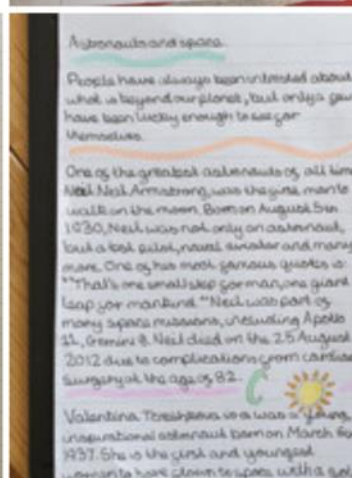 Astronauts and space
People have always been intrested about
what is beyond our planet, but only a few
have been lucky enough to see for
themselves.
One of the greatest astronauts of all time
Neil Armstrong, was the first man to
walk on the moon. Born on August 5th
1930, Neil was not only an astronaut,
but a test pilot, naval aviator and many
more. One of his most famous quotes is:
"That's one small step for man, one giant
leap for mankind." Neil was part of
many space missions, including Apollo
11, Gemini 8. Neil died on the 25 August
2012 due to complications from cardiac
surgery at the age of 82.
Valentina Tereshkova was a young,
inspirational astronaut born on March 6th
1937. She is the first and youngest
woman to have flown to space with a solo